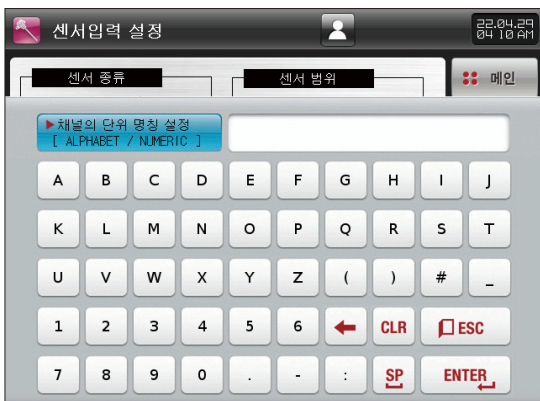 센서입력 설정
22.04.29
04 10 AM
센서 종류
센서 범위
메인
▶채널의 단위 명칭 설정
[ ALPHABET / NUMERIC ]
A B C D E F G H I J
K L M N O P Q R S T
U V W X Y Z ( ) # _
1 2 3 4 5 6 ← CLR ESC
7 8 9 0 . - : SP ENTER